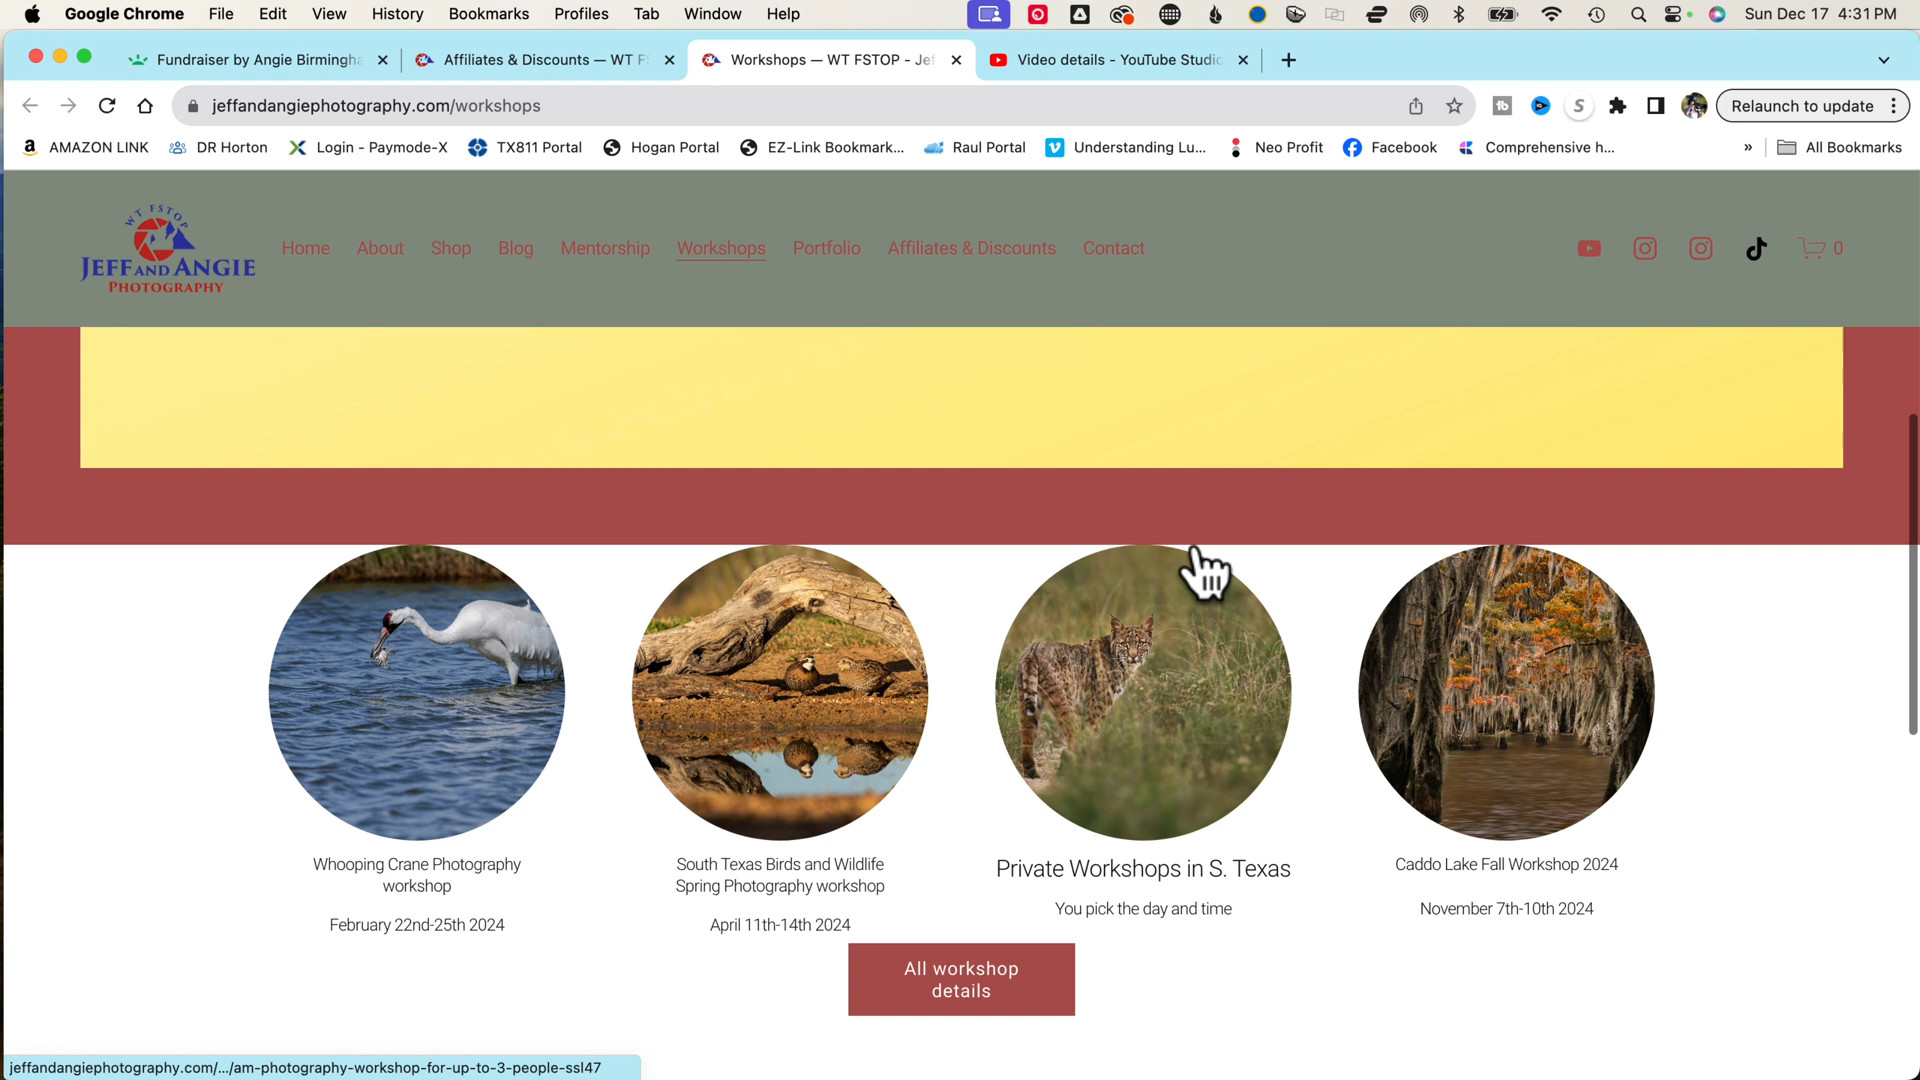 Google Chrome File Edit View History Bookmarks Profiles Tab Window Help Sun Dec 17 4:31 PM
Fundraiser by Angie Birmingha Affiliates & Discounts — WT F Workshops — WT FSTOP - Jef Video details - YouTube Studio
jeffandangiephotography.com/workshops Relaunch to update
AMAZON LINK DR Horton Login - Paymode-X TX811 Portal Hogan Portal EZ-Link Bookmark... Raul Portal Understanding Lu... Neo Profit Facebook Comprehensive h... » All Bookmarks
WT FSTOP
JEFF AND ANGIE
PHOTOGRAPHY
Home About Shop Blog Mentorship Workshops Portfolio Affiliates & Discounts Contact 0
Whooping Crane Photography
workshop
February 22nd-25th 2024
South Texas Birds and Wildlife
Spring Photography workshop
April 11th-14th 2024
Private Workshops in S. Texas
You pick the day and time
Caddo Lake Fall Workshop 2024
November 7th-10th 2024
All workshop
details
jeffandangiephotography.com/.../am-photography-workshop-for-up-to-3-people-ssl47